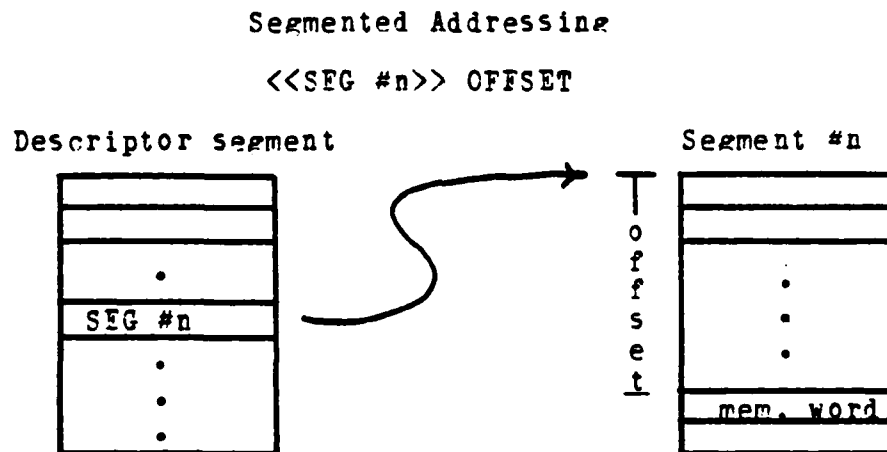 Segmented Addressing
<<SEG #n>> OFFSET
Descriptor segment
Segment #n
offset
SEG #n
mem. word